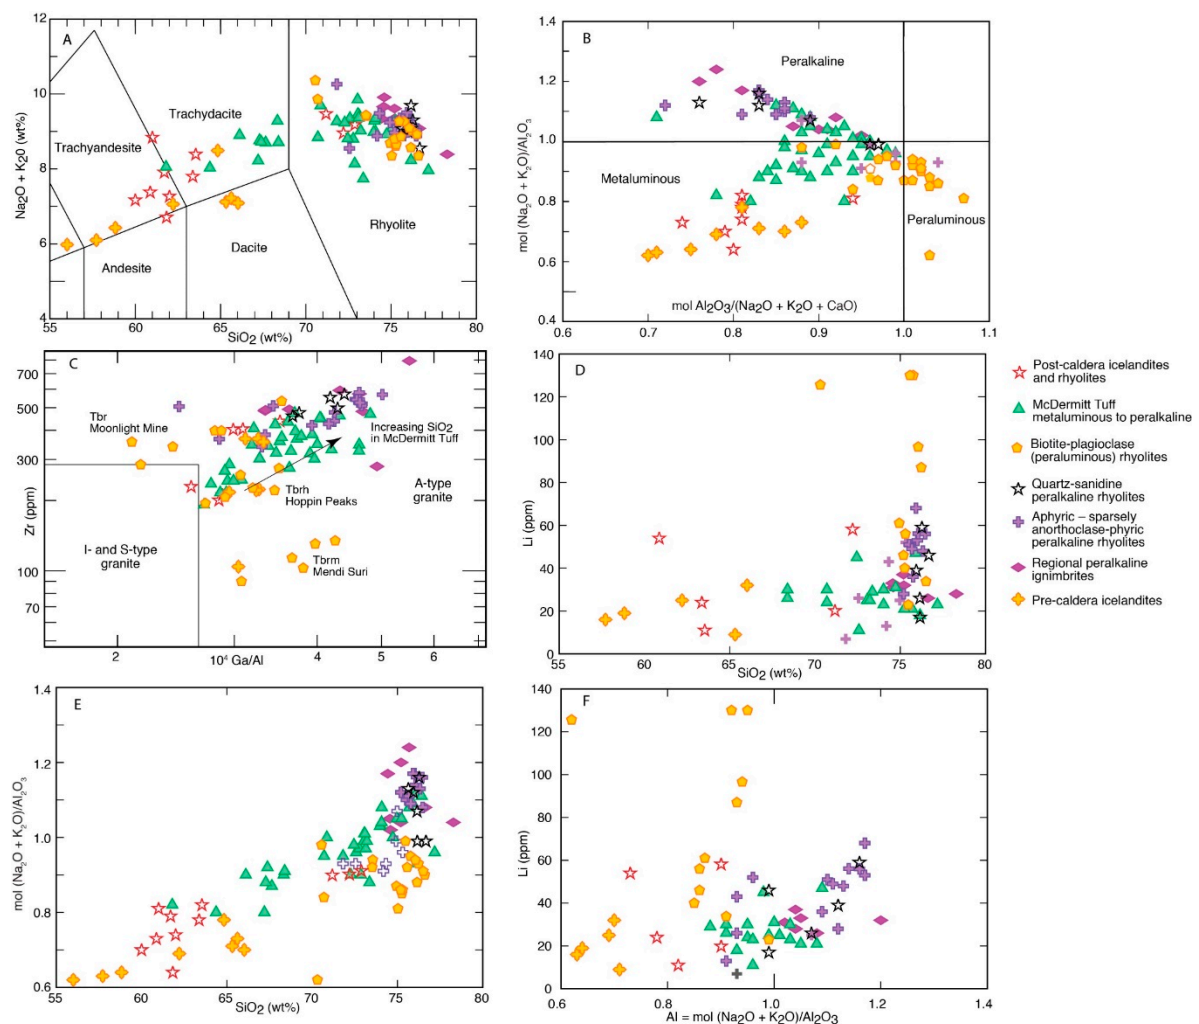 A
12
10
8
6
4
Na2O + K2O (wt%)
Trachydacite
Trachyandesite
Andesite
Dacite
Rhyolite
55
60
65
70
75
80
SiO2 (wt%)
B
1.4
1.2
1.0
0.8
0.6
0.4
mol (Na2O + K2O)/Al2O3
Peralkaline
Metaluminous
Peraluminous
mol Al2O3/(Na2O + K2O + CaO)
0.6
0.7
0.8
0.9
1.0
1.1
C
700
500
300
100
70
Zr (ppm)
Tbr
Moonlight Mine
Increasing SiO2
in McDermitt Tuff
Tbrh
Hoppin Peaks
A-type
granite
I- and S-type
granite
Tbrm
Mendi Suri
2
4
5
6
10⁴ Ga/Al
D
140
120
100
80
60
40
20
0
Li (ppm)
55
60
65
70
75
80
SiO2 (wt%)
Post-caldera icelandites
and rhyolites
McDermitt Tuff
metaluminous to peralkaline
Biotite-plagioclase
(peraluminous) rhyolites
Quartz-sanidine
peralkaline rhyolites
Aphyric – sparsely
anorthoclase-phyric
peralkaline rhyolites
Regional peralkaline
ignimbrites
Pre-caldera icelandites
E
1.4
1.2
1.0
0.8
0.6
mol (Na2O + K2O)/Al2O3
55
60
65
70
75
80
SiO2 (wt%)
F
140
120
100
80
60
40
20
0
Li (ppm)
0.6
0.8
1.0
1.2
1.4
AI = mol (Na2O + K2O)/Al2O3